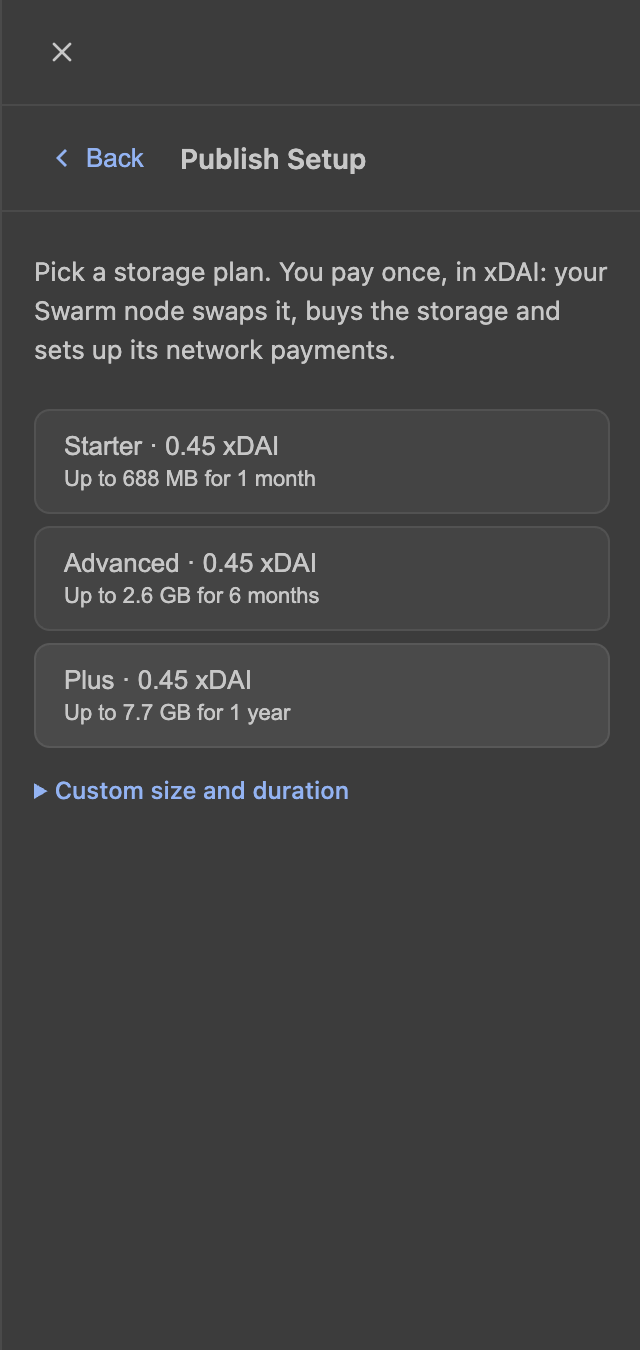 Back
Publish Setup
Pick a storage plan. You pay once, in xDAI: your
Swarm node swaps it, buys the storage and
sets up its network payments.
Starter · 0.45 xDAI
Up to 688 MB for 1 month
Advanced · 0.45 xDAI
Up to 2.6 GB for 6 months
Plus · 0.45 xDAI
Up to 7.7 GB for 1 year
Custom size and duration